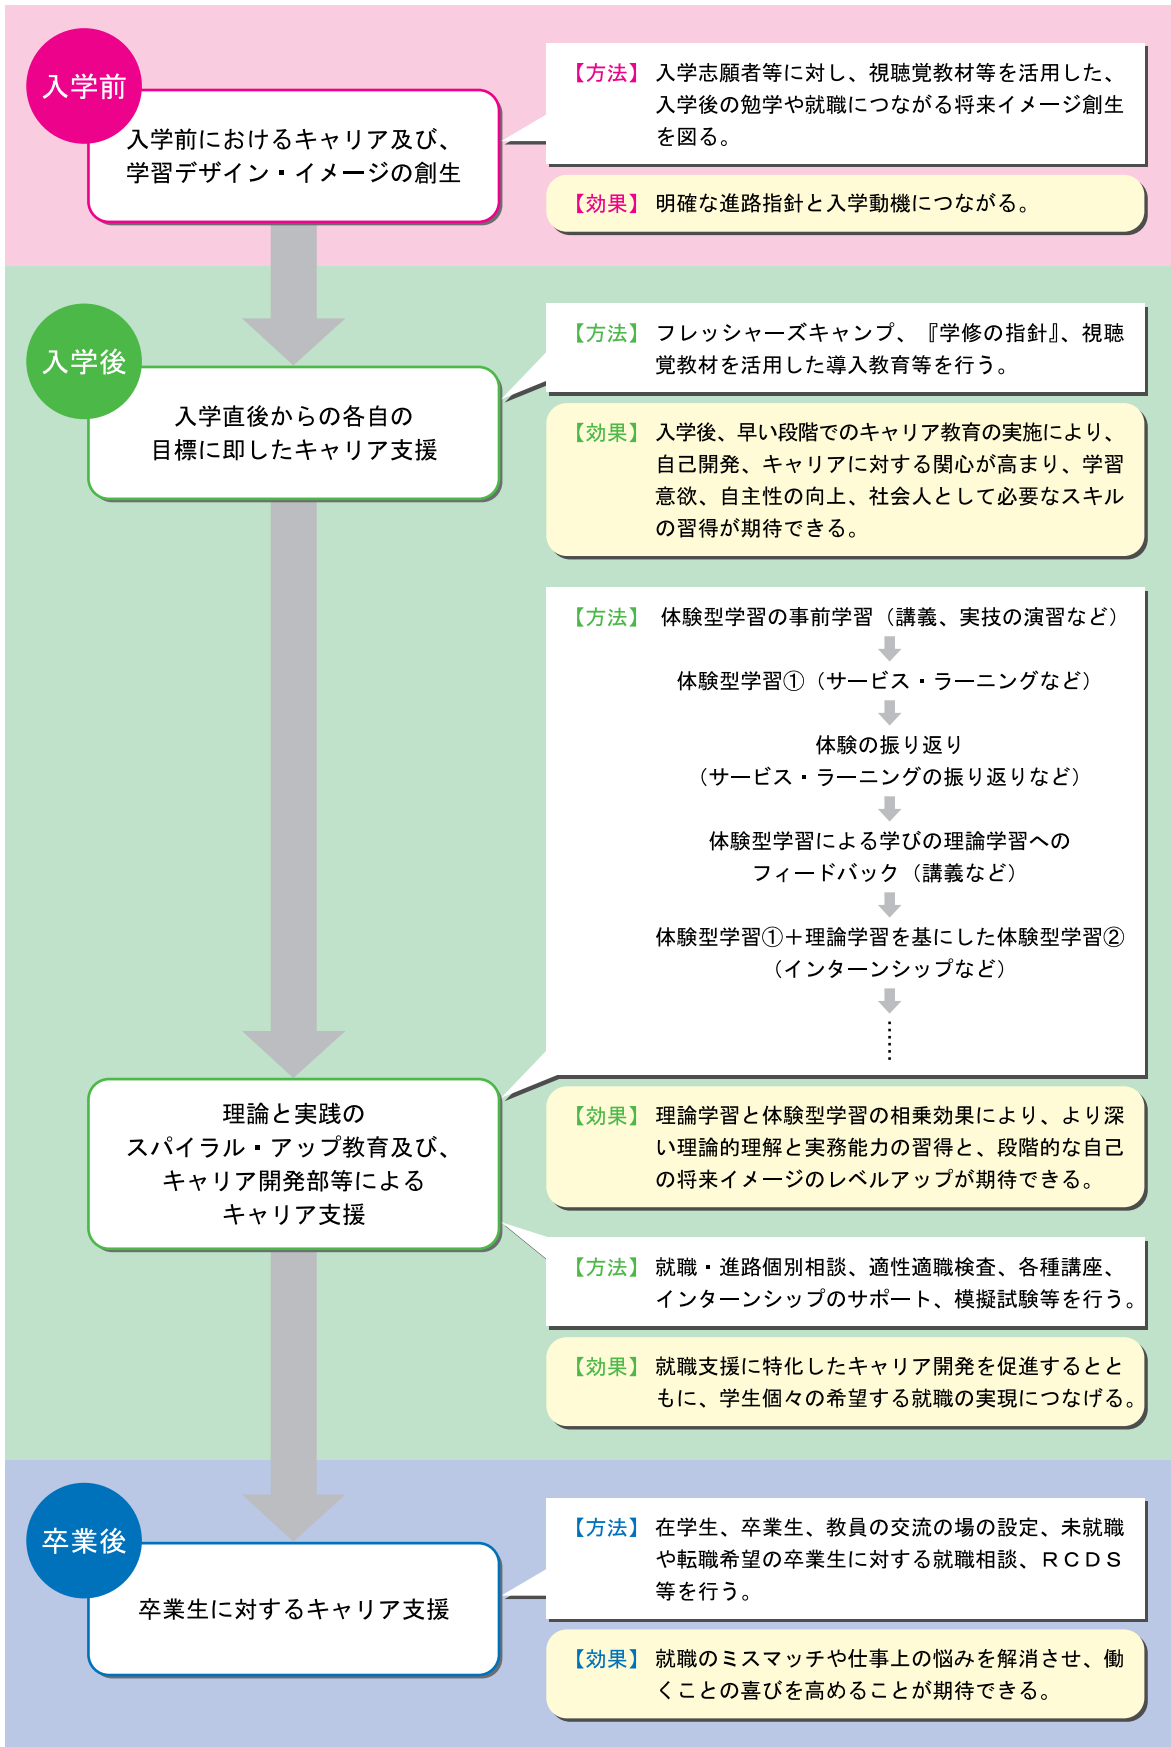 入学前
入学前におけるキャリア及び、
学習デザイン・イメージの創生
【方法】入学志願者等に対し、視聴覚教材等を活用した、
入学後の勉学や就職につながる将来イメージ創生
を図る。
【効果】明確な進路指針と入学動機につながる。
入学後
入学直後からの各自の
目標に即したキャリア支援
【方法】フレッシャーズキャンプ、『学修の指針』、視聴
覚教材を活用した導入教育等を行う。
【効果】入学後、早い段階でのキャリア教育の実施により、
自己開発、キャリアに対する関心が高まり、学習
意欲、自主性の向上、社会人として必要なスキル
の習得が期待できる。
理論と実践の
スパイラル・アップ教育及び、
キャリア開発部等による
キャリア支援
【方法】体験型学習の事前学習（講義、実技の演習など）
体験型学習①（サービス・ラーニングなど）
体験の振り返り
（サービス・ラーニングの振り返りなど）
体験型学習による学びの理論学習への
フィードバック（講義など）
体験型学習①＋理論学習を基にした体験型学習②
（インターンシップなど）
……
【効果】理論学習と体験型学習の相乗効果により、より深
い理論的理解と実務能力の習得と、段階的な自己
の将来イメージのレベルアップが期待できる。
【方法】就職・進路個別相談、適性適職検査、各種講座、
インターンシップのサポート、模擬試験等を行う。
【効果】就職支援に特化したキャリア開発を促進するとと
もに、学生個々の希望する就職の実現につなげる。
卒業後
卒業生に対するキャリア支援
【方法】在学生、卒業生、教員の交流の場の設定、未就職
や転職希望の卒業生に対する就職相談、ＲＣＤＳ
等を行う。
【効果】就職のミスマッチや仕事上の悩みを解消させ、働
くことの喜びを高めることが期待できる。